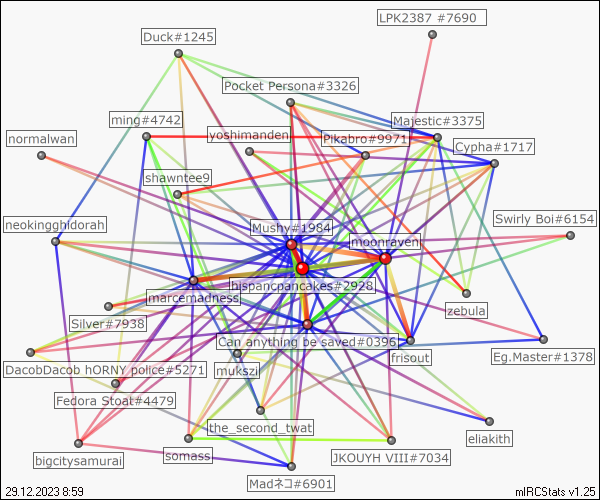 LPK2387 #7690
Duck#1245
Pocket Persona#3326
ming#4742
Majestic#3375
normalwan
yoshimanden
Pikabro#9971
Cypha#1717
shawntee9
neokingghidorah
Mushy#1984
moonraven
Swirly Boi#6154
hispancpancakes#2928
marcemadness
Silver#7938
zebula
Can anything be saved#0396
DacobDacob hORNY police#5271
mukszi
frisout
Eg.Master#1378
Fedora Stoat#4479
the_second_twat
eliakith
bigcitysamurai
somass
JKOUYH VIII#7034
Madネコ#6901
29.12.2023 8:59
mIRCStats v1.25